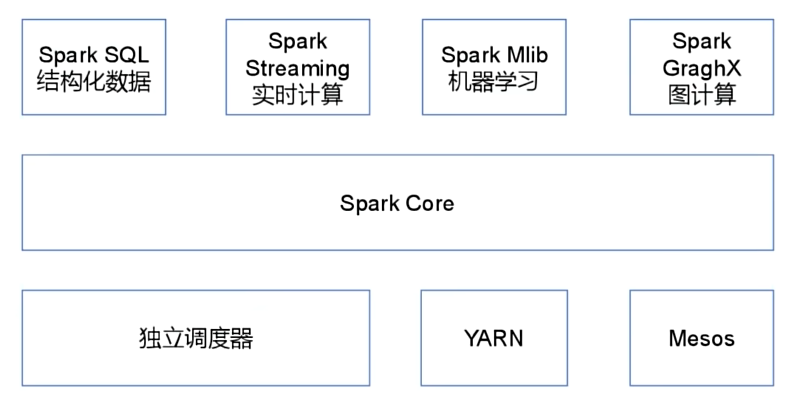 Spark SQL
结构化数据
Spark
Streaming
实时计算
Spark Mlib
机器学习
Spark
GraghX
图计算
Spark Core
独立调度器
YARN
Mesos